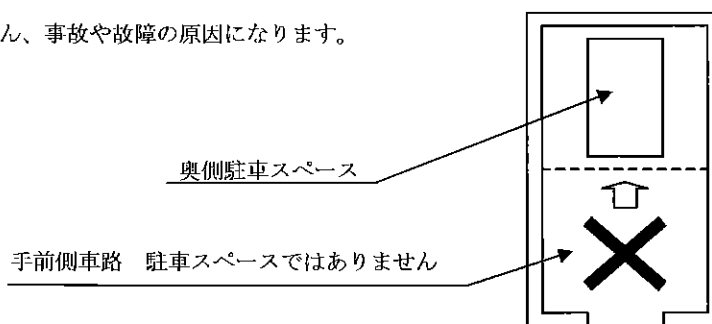 ん、事故や故障の原因になります。
奥側駐車スペース
手前側車路　駐車スペースではありません